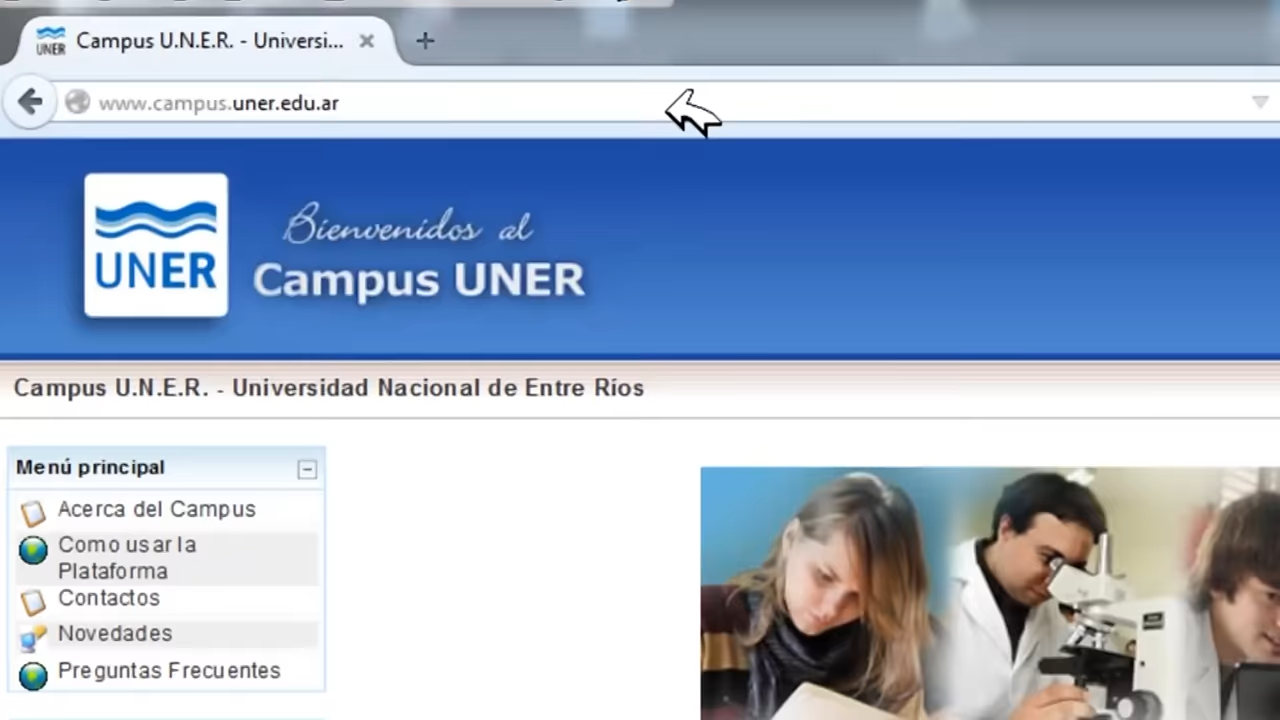 UNER
Campus U.N.E.R. - Universi...
www.campus.uner.edu.ar
UNER
Bienvenidos al
Campus UNER
Campus U.N.E.R. - Universidad Nacional de Entre Ríos
Menú principal
Acerca del Campus
Como usar la
Plataforma
Contactos
Novedades
Preguntas Frecuentes